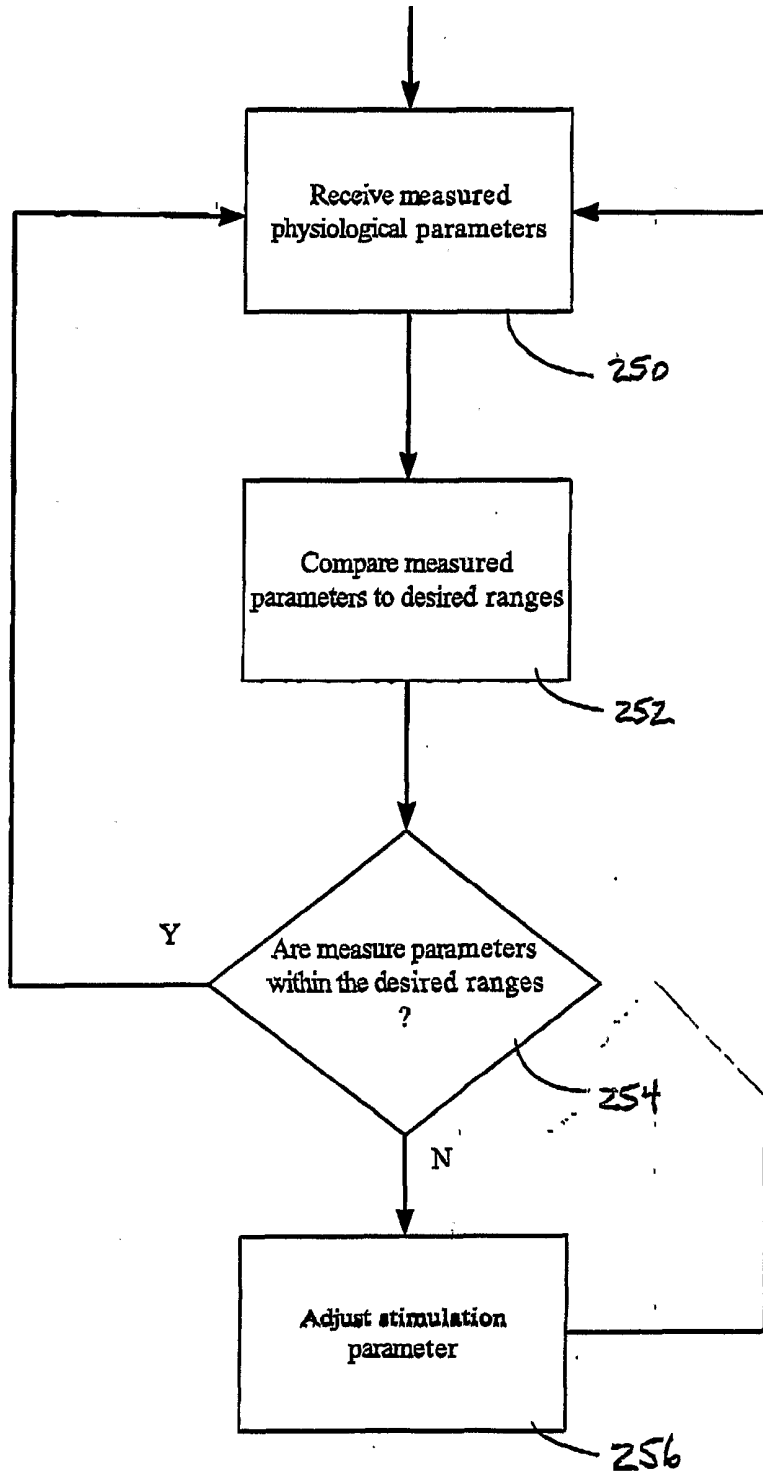 Receive measured
physiological parameters
250
Compare measured
parameters to desired ranges
252
Y
Are measure parameters
within the desired ranges
?
254
N
Adjust stimulation
parameter
256